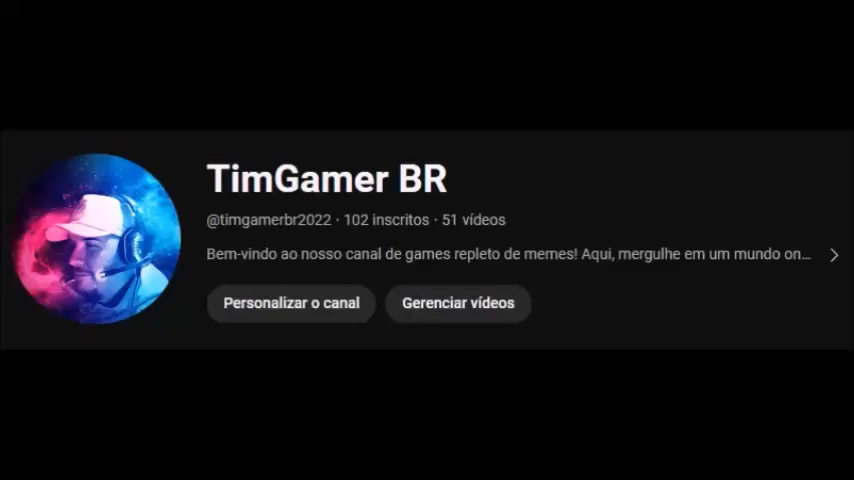 TimGamer BR
@timgamerbr2022 · 102 inscritos · 51 vídeos
Bem-vindo ao nosso canal de games repleto de memes! Aqui, mergulhe em um mundo on...
Personalizar o canal Gerenciar vídeos